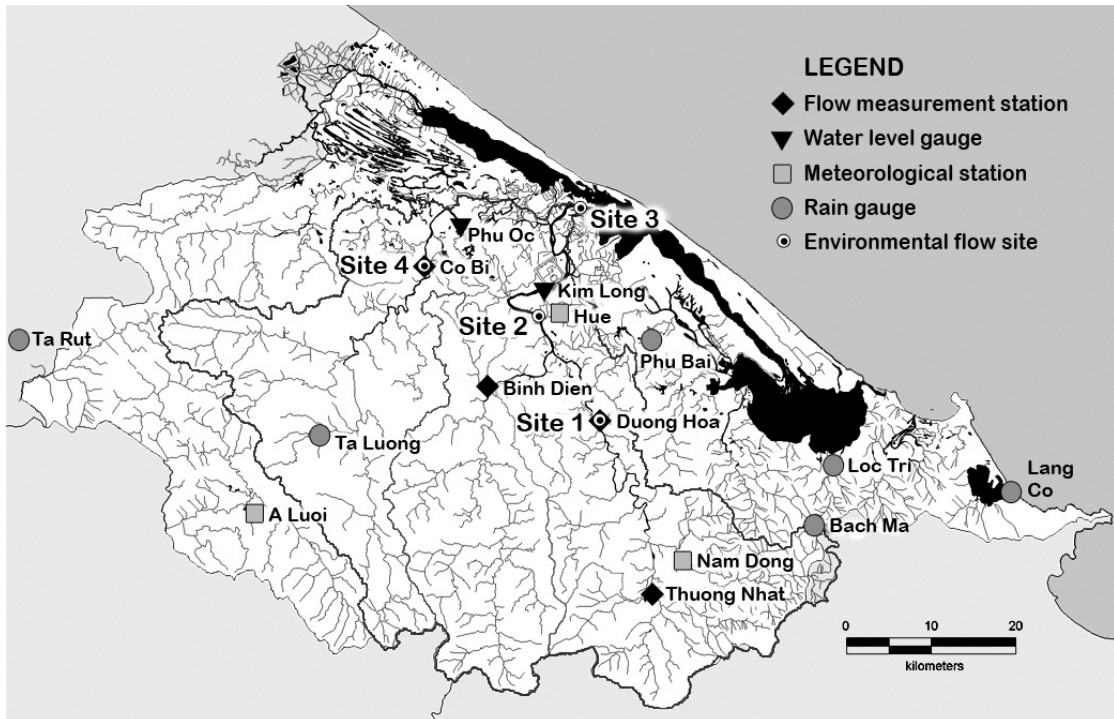 LEGEND
Flow measurement station
Water level gauge
Meteorological station
Rain gauge
Environmental flow site
Site 3
Phu Oc
Site 4
Co Bi
Kim Long
Hue
Site 2
Ta Rut
Phu Bai
Binh Dien
Site 1
Duong Hoa
Ta Luong
Loc Tri
Lang
Co
A Luoi
Bach Ma
Nam Dong
Thuong Nhat
0 10 20
kilometers